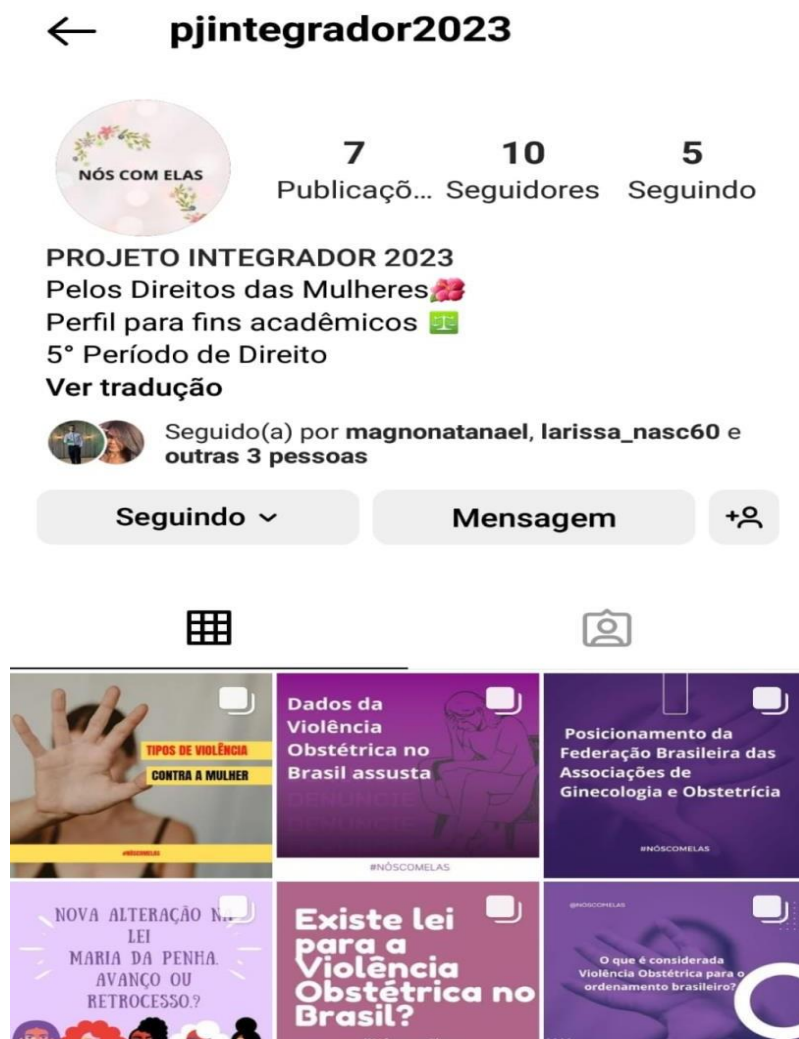 pjintegrador2023
NÓS COM ELAS
7
Publicaçõ...
10
Seguidores
5
Seguindo
PROJETO INTEGRADOR 2023
Pelos Direitos das Mulheres🌺
Perfil para fins acadêmicos
5° Período de Direito
Ver tradução
Seguido(a) por magnonatanael, larissa_nasc60 e
outras 3 pessoas
Seguindo
Mensagem
TIPOS DE VIOLÊNCIA
CONTRA A MULHER
#NÓSCOMELAS
Dados da
Violência
Obstétrica no
Brasil assusta
DENUNCIE
#NÓSCOMELAS
Posicionamento da
Federação Brasileira das
Associações de
Ginecologia e Obstetrícia
#NÓSCOMELAS
NOVA ALTERAÇÃO NA
LEI
MARIA DA PENHA.
AVANÇO OU
RETROCESSO.?
Existe lei
para a
Violência
Obstétrica no
Brasil?
@NOSCOMELAS
O que é considerada
Violência Obstétrica para o
ordenamento brasileiro?